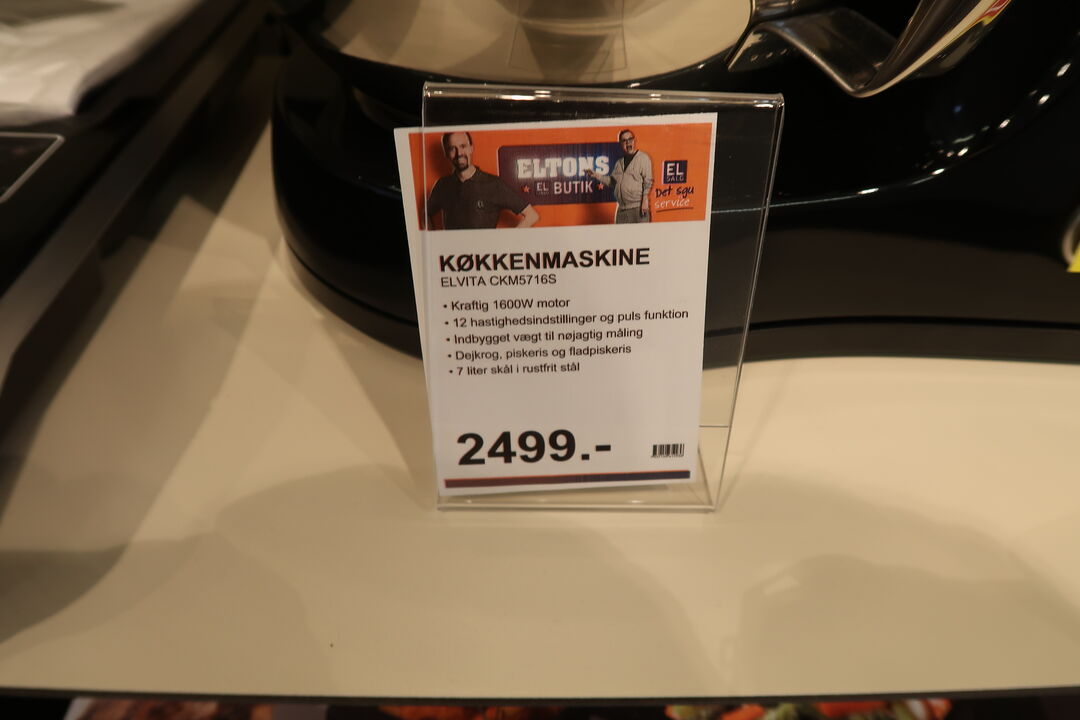 ELTONS
EL BUTIK
EL
SALG
Det sgu
service
KØKKENMASKINE
ELVITA CKM5716S
• Kraftig 1600W motor
• 12 hastighedsindstillinger og puls funktion
• Indbygget vægt til nøjagtig måling
• Dejkrog, piskeris og fladpiskeris
• 7 liter skål i rustfrit stål
2499.-